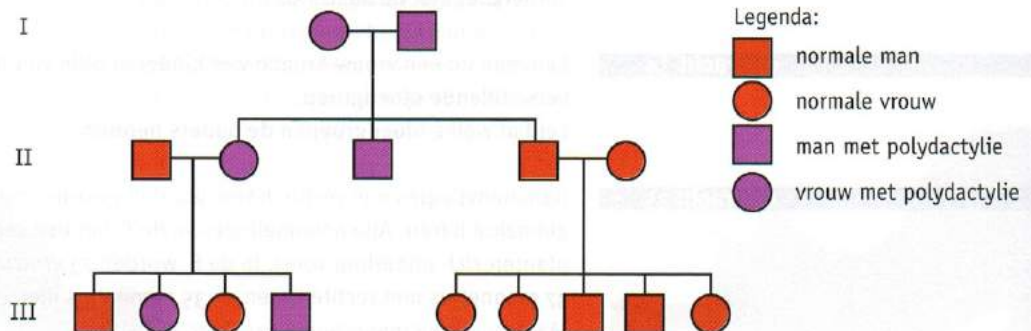 I
II
III
Legenda:
normale man
normale vrouw
man met polydactylie
vrouw met polydactylie